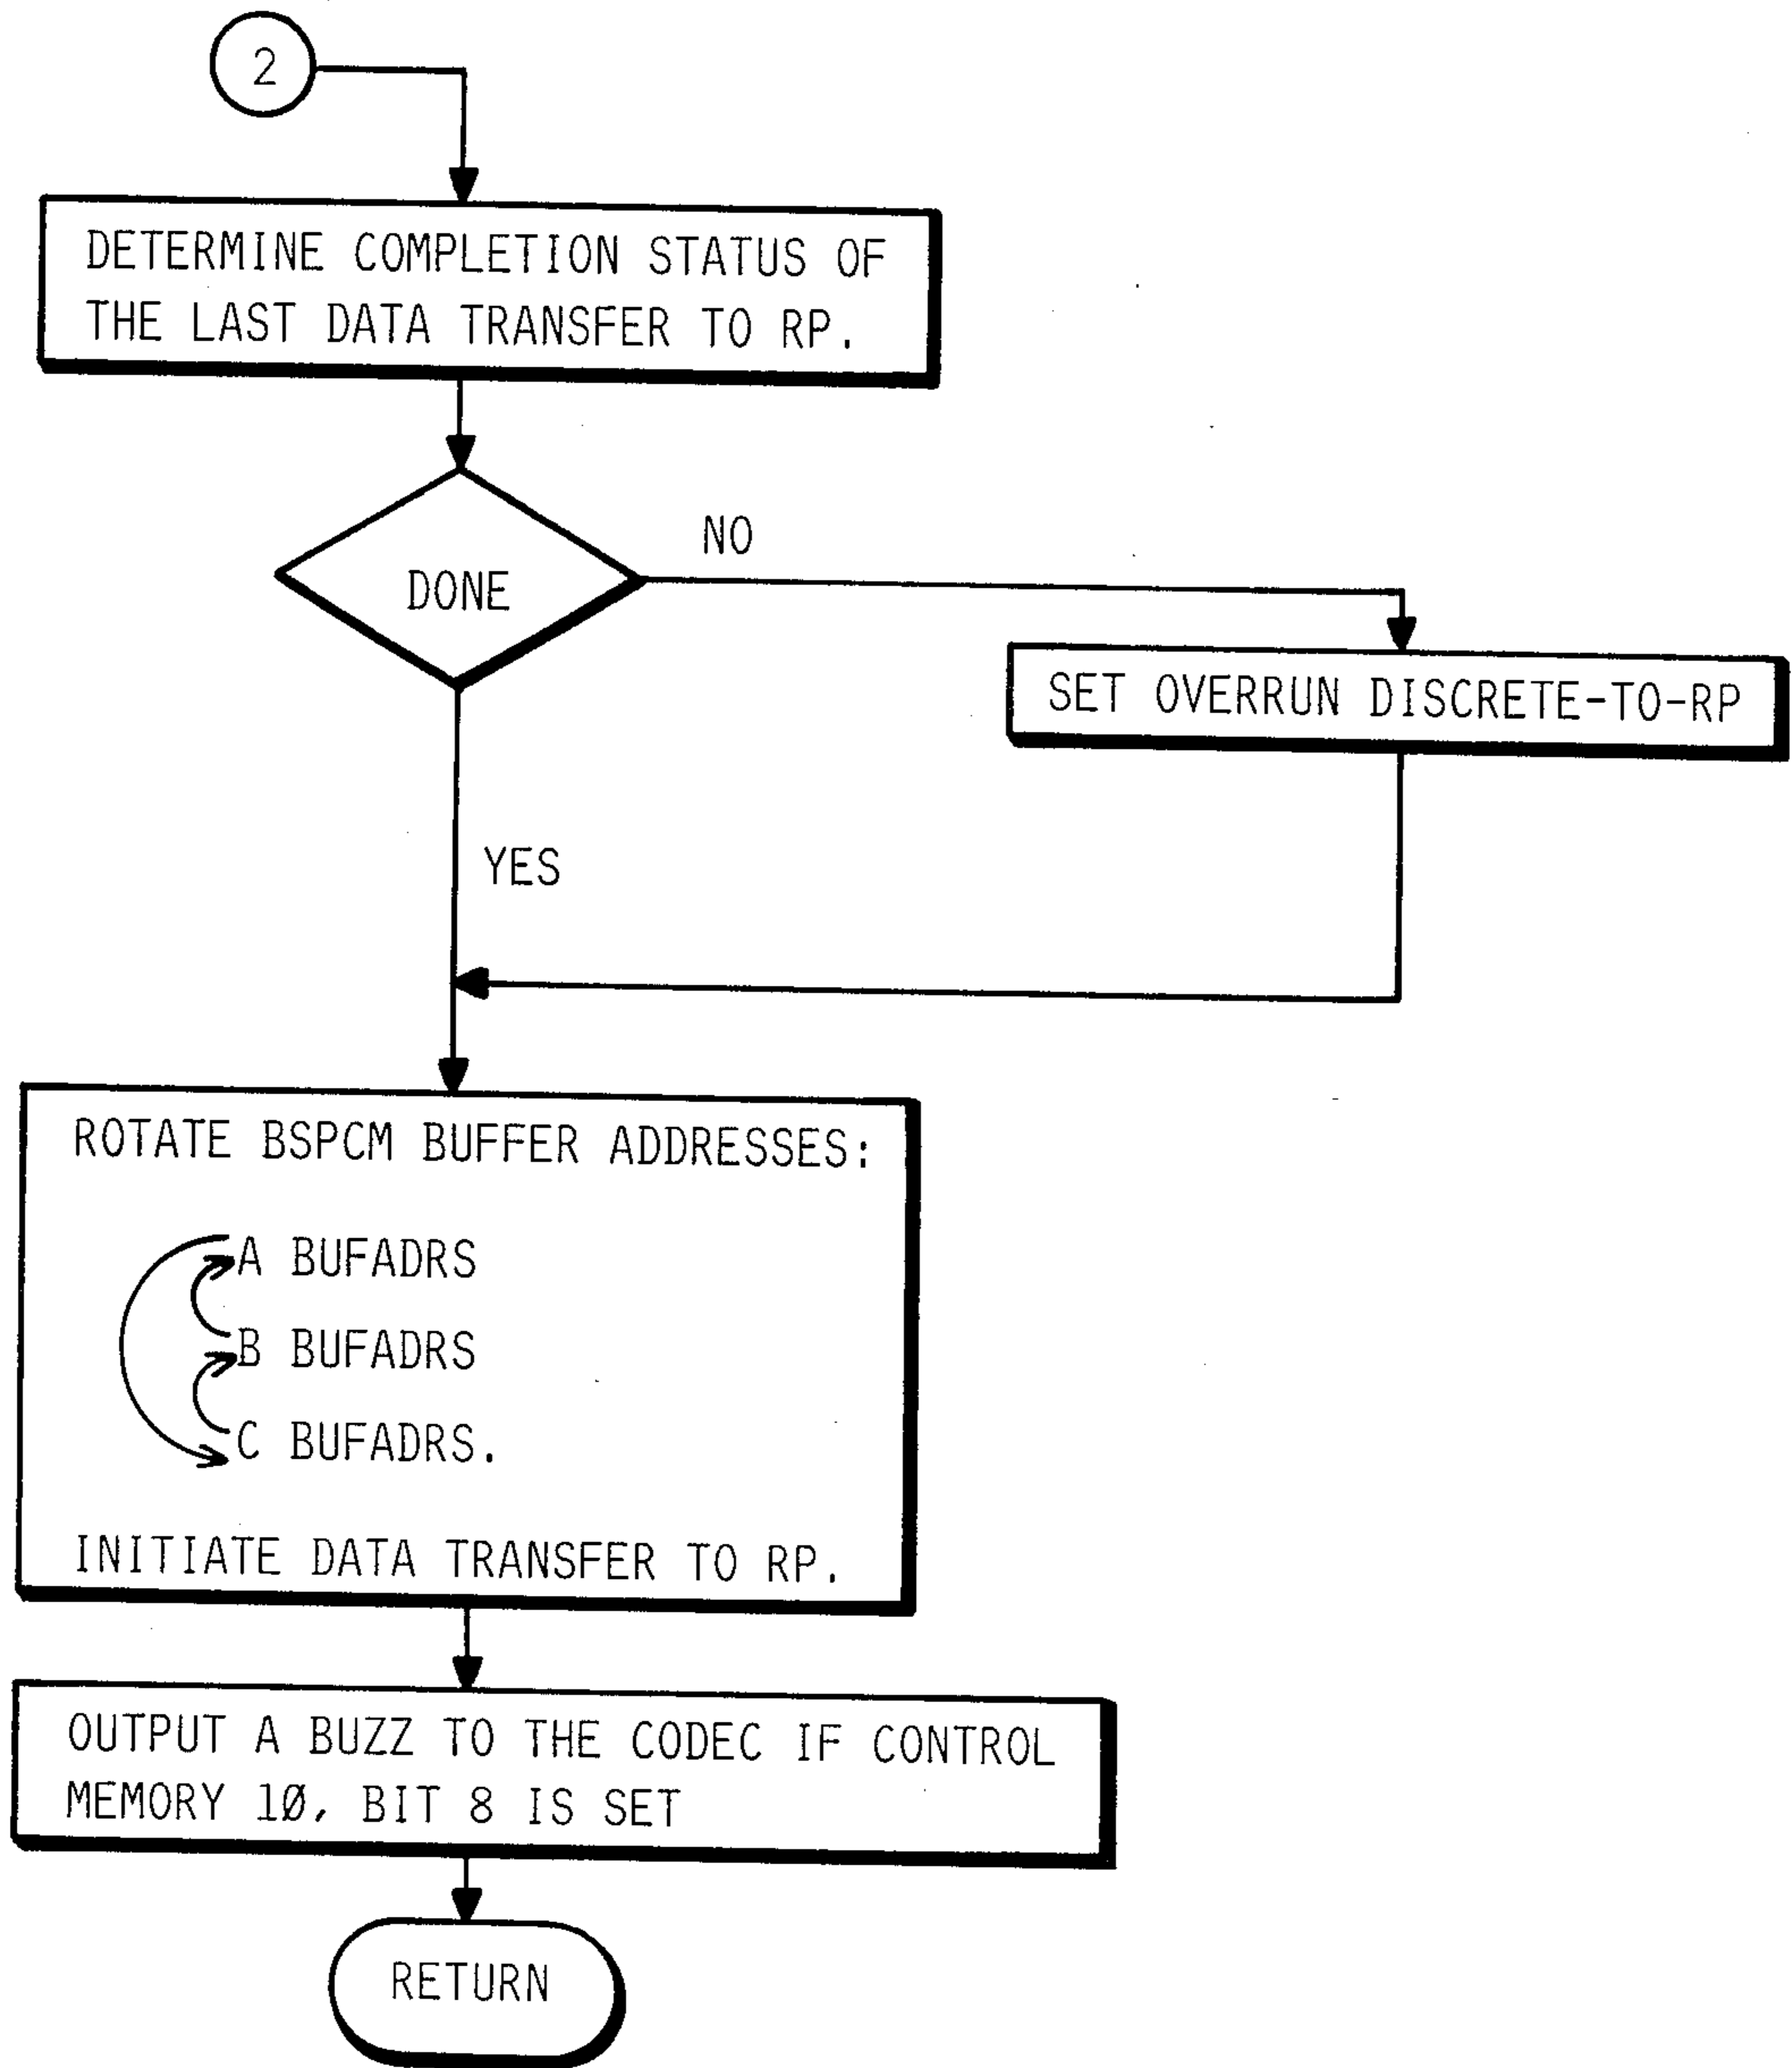 2
DETERMINE COMPLETION STATUS OF
THE LAST DATA TRANSFER TO RP.
DONE
NO
SET OVERRUN DISCRETE-TO-RP
YES
ROTATE BSPCM BUFFER ADDRESSES:
A BUFADRS
B BUFADRS
C BUFADRS.
INITIATE DATA TRANSFER TO RP.
OUTPUT A BUZZ TO THE CODEC IF CONTROL
MEMORY 1Ø, BIT 8 IS SET
RETURN